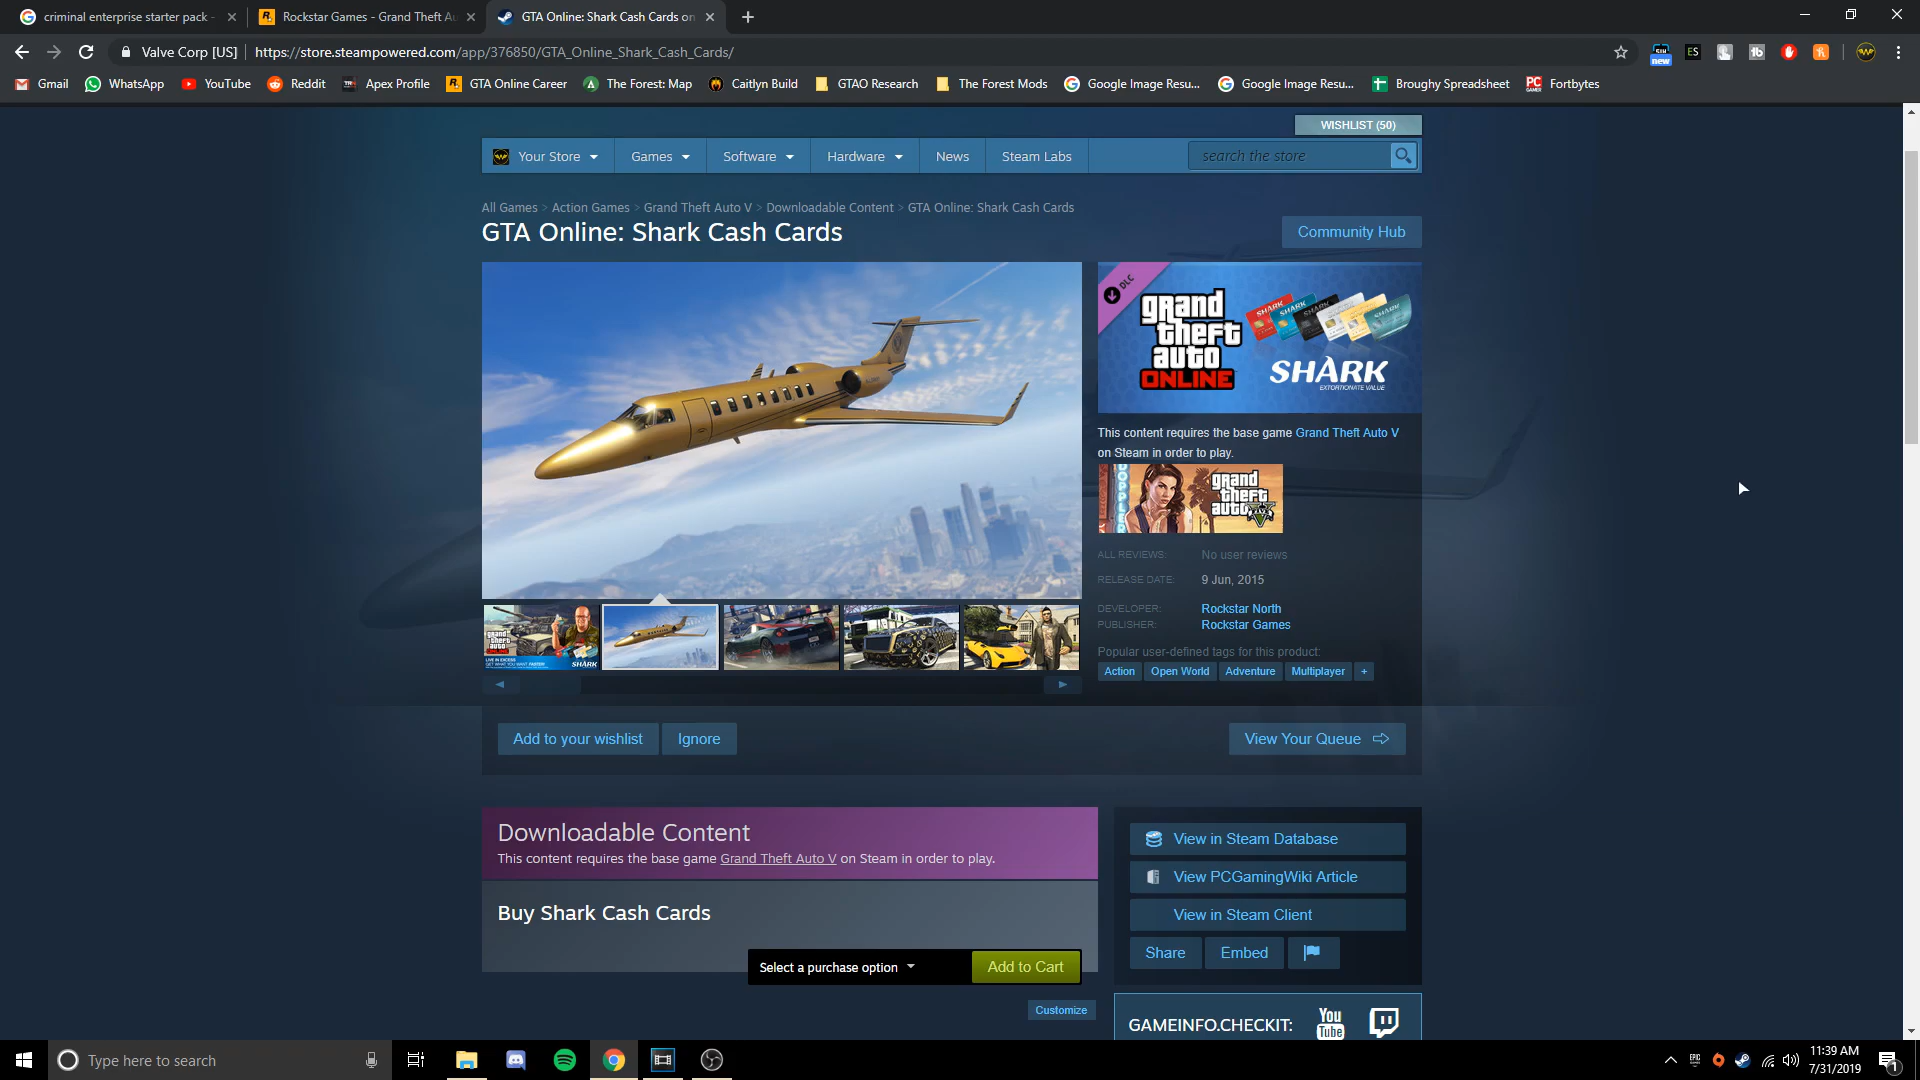 criminal enterprise starter pack -
Rockstar Games - Grand Theft Au
GTA Online: Shark Cash Cards on
Valve Corp [US]
https://store.steampowered.com/app/376850/GTA_Online_Shark_Cash_Cards/
Gmail
WhatsApp
YouTube
Reddit
Apex Profile
GTA Online Career
The Forest: Map
Caitlyn Build
GTAO Research
The Forest Mods
Google Image Resu...
Google Image Resu...
Broughy Spreadsheet
Fortbytes
WISHLIST (50)
Your Store
Games
Software
Hardware
News
Steam Labs
search the store
All Games > Action Games > Grand Theft Auto V > Downloadable Content > GTA Online: Shark Cash Cards
GTA Online: Shark Cash Cards
Community Hub
DLC
grand
theft
auto
ONLINE
SHARK
EXTORTIONATE VALUE
This content requires the base game Grand Theft Auto V
on Steam in order to play.
grand
theft
auto
V
ALL REVIEWS:
No user reviews
RELEASE DATE:
9 Jun, 2015
DEVELOPER:
Rockstar North
PUBLISHER:
Rockstar Games
Popular user-defined tags for this product:
Action
Open World
Adventure
Multiplayer
+
Add to your wishlist
Ignore
View Your Queue
Downloadable Content
This content requires the base game Grand Theft Auto V on Steam in order to play.
Buy Shark Cash Cards
Select a purchase option
Add to Cart
Customize
View in Steam Database
View PCGamingWiki Article
View in Steam Client
Share
Embed
GAMEINFO.CHECKIT:
You
Tube
Type here to search
11:39 AM
7/31/2019
1